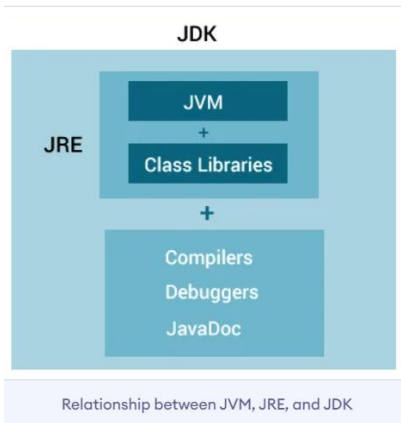 JDK
JRE
JVM
+
Class Libraries
+
Compilers
Debuggers
JavaDoc
Relationship between JVM, JRE, and JDK